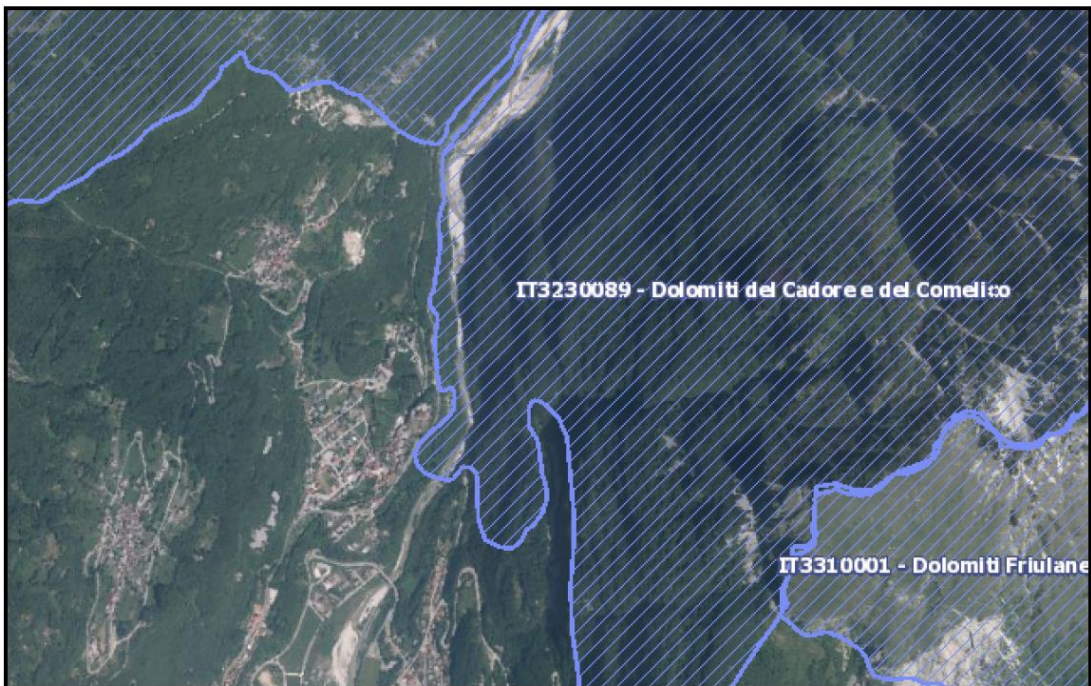 IT3230089 - Dolomiti del Cadore e del Comelico
IT3310001 - Dolomiti Friulane